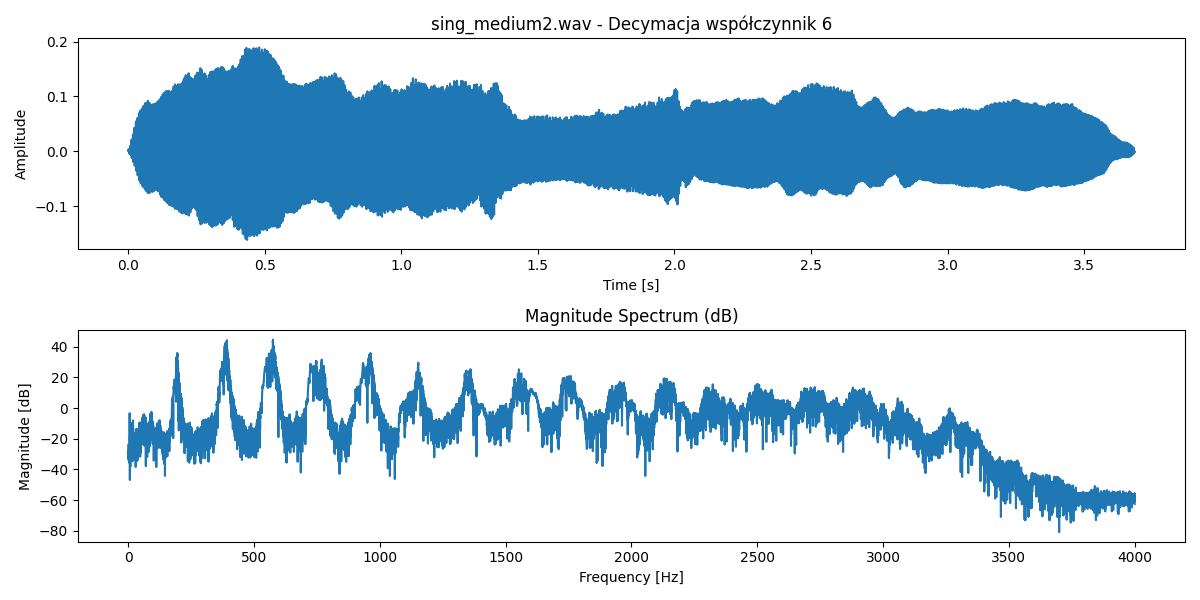 sing_medium2.wav - Decymacja współczynnik 6
0.2
0.1
0.0
−0.1
Amplitude
0.0 0.5 1.0 1.5 2.0 2.5 3.0 3.5
Time [s]
Magnitude Spectrum (dB)
40
20
0
−20
−40
−60
−80
Magnitude [dB]
0 500 1000 1500 2000 2500 3000 3500 4000
Frequency [Hz]